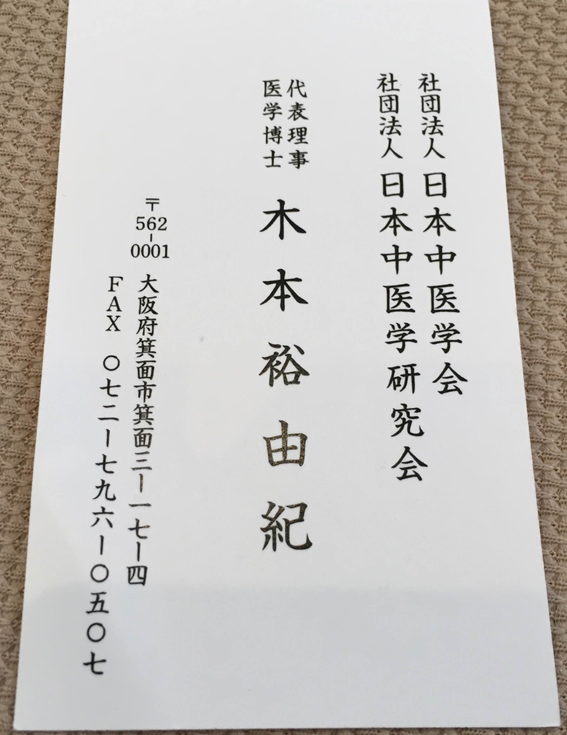 社団法人 日本中医学会
社団法人 日本中医学研究会
代表理事
医学博士
木本裕由紀
〒562-0001 大阪府箕面市箕面三ー一七ー四
FAX 〇七二ー七九六ー〇五〇七